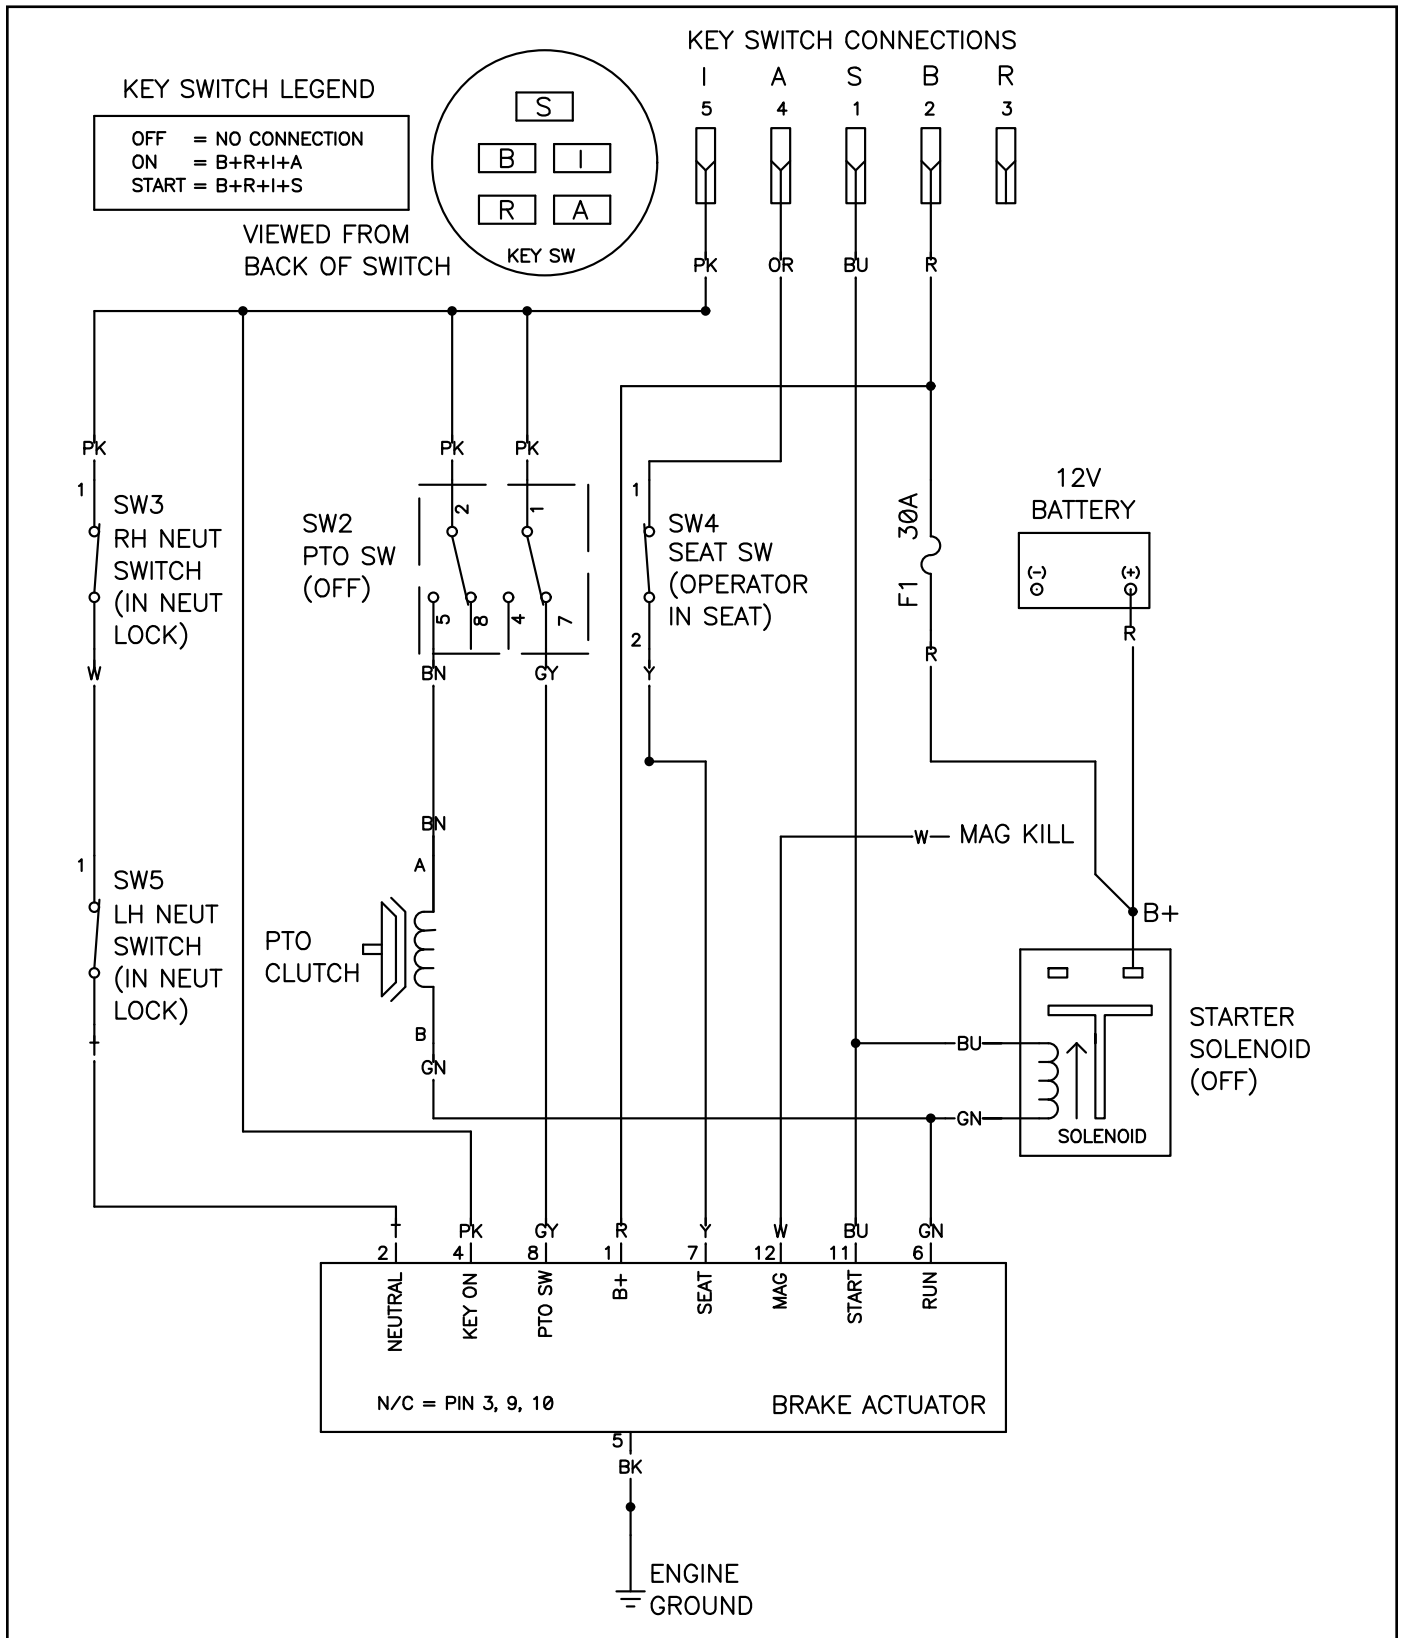 KEY SWITCH CONNECTIONS
I A S B R
5 4 1 2 3
KEY SWITCH LEGEND
OFF = NO CONNECTION
ON = B+R+I+A
START = B+R+I+S
S
B I
R A
KEY SW
VIEWED FROM
BACK OF SWITCH
PK OR BU R
PK PK PK
1
SW3
RH NEUT
SWITCH
(IN NEUT
LOCK)
W
SW2
PTO SW
(OFF)
2 1
5 8 4 7
BN GY
1
SW4
SEAT SW
(OPERATOR
IN SEAT)
2
Y
F1 30A
R
12V
BATTERY
(-) (+)
R
BN
A
PTO
CLUTCH
B
GN
1
SW5
LH NEUT
SWITCH
(IN NEUT
LOCK)
T
W MAG KILL
B+
BU
GN
SOLENOID
STARTER
SOLENOID
(OFF)
T PK GY R Y W BU GN
2 4 8 1 7 12 11 6
NEUTRAL KEY ON PTO SW B+ SEAT MAG START RUN
N/C = PIN 3, 9, 10
BRAKE ACTUATOR
5
BK
ENGINE
GROUND